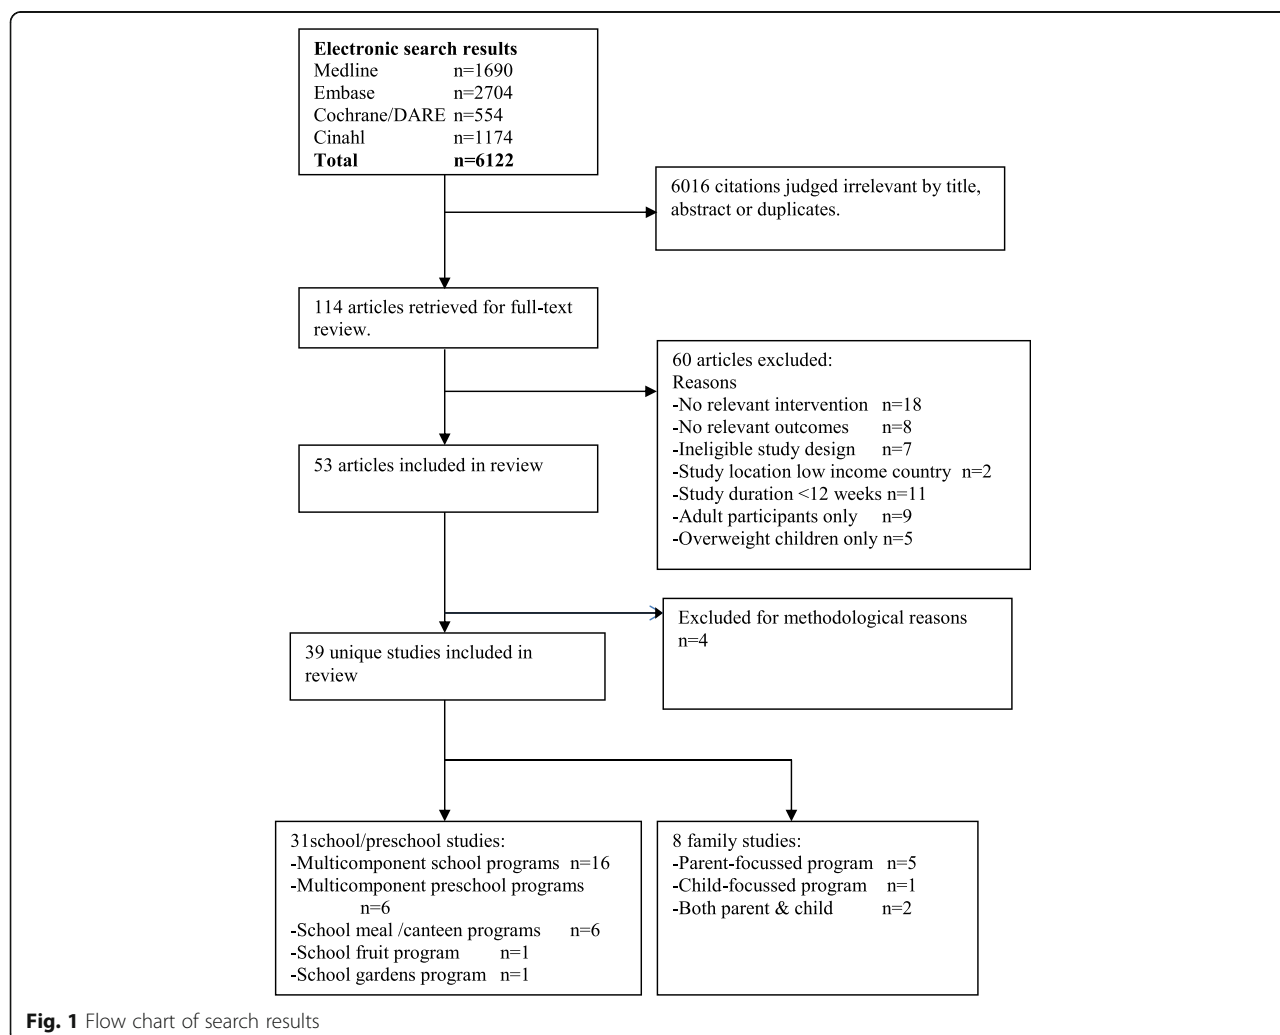 Electronic search results
Medline n=1690
Embase n=2704
Cochrane/DARE n=554
Cinahl n=1174
Total n=6122
6016 citations judged irrelevant by title,
abstract or duplicates.
114 articles retrieved for full-text
review.
60 articles excluded:
Reasons
-No relevant intervention n=18
-No relevant outcomes n=8
-Ineligible study design n=7
-Study location low income country n=2
-Study duration <12 weeks n=11
-Adult participants only n=9
-Overweight children only n=5
53 articles included in review
Excluded for methodological reasons
n=4
39 unique studies included in
review
31school/preschool studies:
-Multicomponent school programs n=16
-Multicomponent preschool programs
n=6
-School meal /canteen programs n=6
-School fruit program n=1
-School gardens program n=1
8 family studies:
-Parent-focussed program n=5
-Child-focussed program n=1
-Both parent & child n=2
Fig. 1 Flow chart of search results